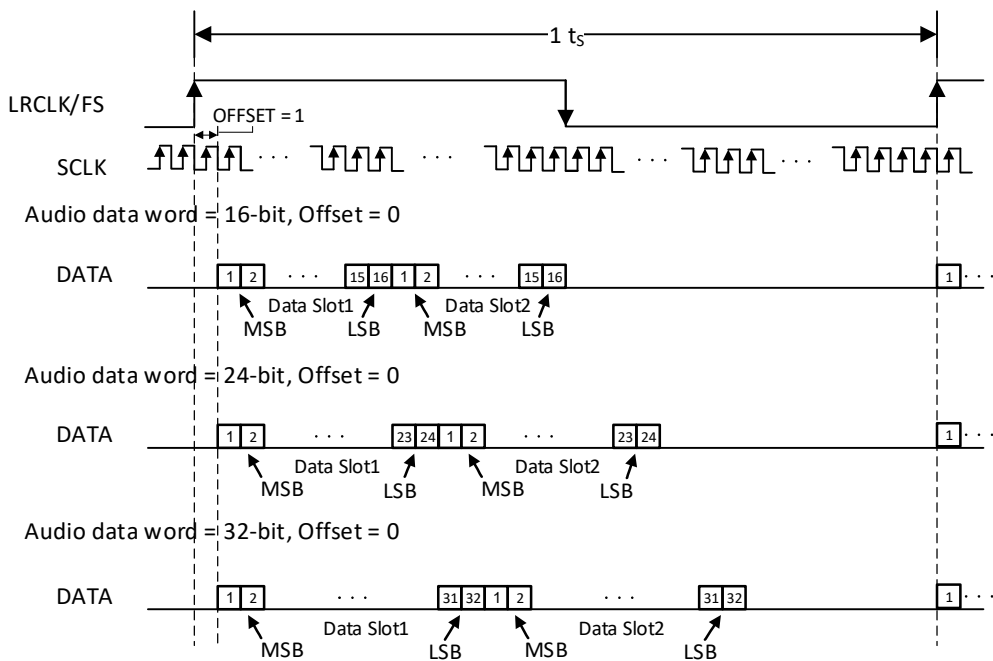 1 tS
LRCLK/FS
OFFSET = 1
SCLK · · · · · · · · · · · ·
Audio data word = 16-bit, Offset = 0
DATA 1 2 · · · 15 16 1 2 · · · 15 16 1 · · ·
Data Slot1 Data Slot2
MSB LSB MSB LSB
Audio data word = 24-bit, Offset = 0
DATA 1 2 · · · 23 24 1 2 · · · 23 24 1 · · ·
Data Slot1 Data Slot2
MSB LSB MSB LSB
Audio data word = 32-bit, Offset = 0
DATA 1 2 · · · 31 32 1 2 · · · 31 32 1 · · ·
Data Slot1 Data Slot2
MSB LSB MSB LSB